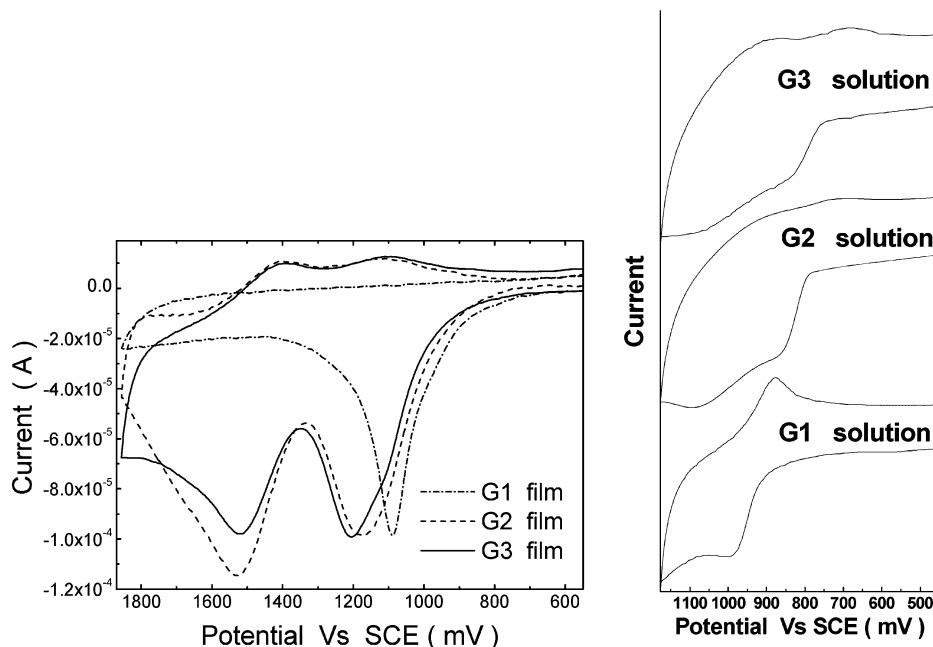 G3 solution
G2 solution
G1 solution
Current
1100 1000 900 800 700 600 500
Potential Vs SCE ( mV)
0.0
-2.0x10⁻⁵
-4.0x10⁻⁵
-6.0x10⁻⁵
-8.0x10⁻⁵
-1.0x10⁻⁴
-1.2x10⁻⁴
Current ( A )
G1 film
G2 film
G3 film
1800 1600 1400 1200 1000 800 600
Potential Vs SCE ( mV )